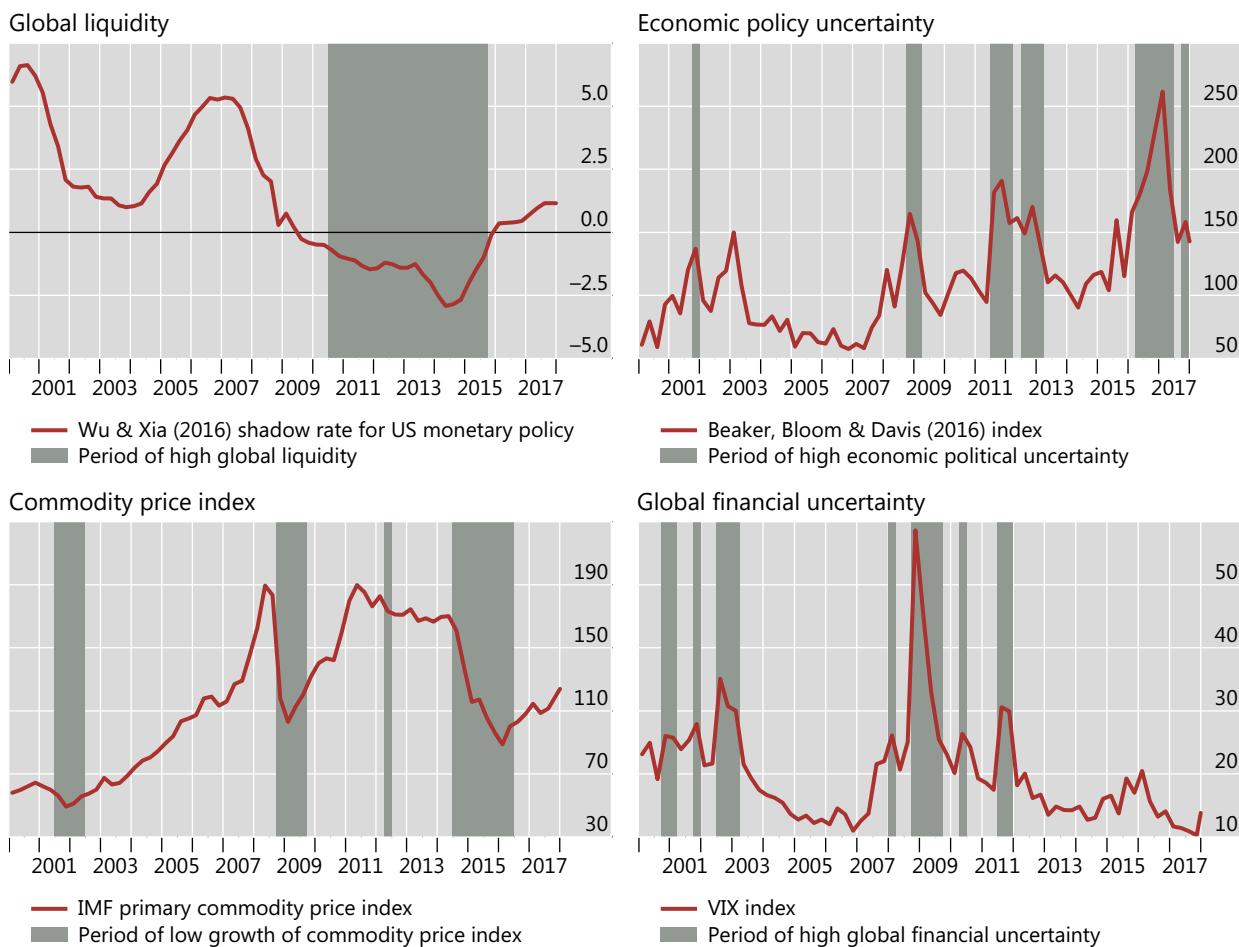 Global liquidity
5.0
2.5
0.0
−2.5
−5.0
2001 2003 2005 2007 2009 2011 2013 2015 2017
Wu & Xia (2016) shadow rate for US monetary policy
Period of high global liquidity
Economic policy uncertainty
250
200
150
100
50
2001 2003 2005 2007 2009 2011 2013 2015 2017
Beaker, Bloom & Davis (2016) index
Period of high economic political uncertainty
Commodity price index
190
150
110
70
30
2001 2003 2005 2007 2009 2011 2013 2015 2017
IMF primary commodity price index
Period of low growth of commodity price index
Global financial uncertainty
50
40
30
20
10
2001 2003 2005 2007 2009 2011 2013 2015 2017
VIX index
Period of high global financial uncertainty